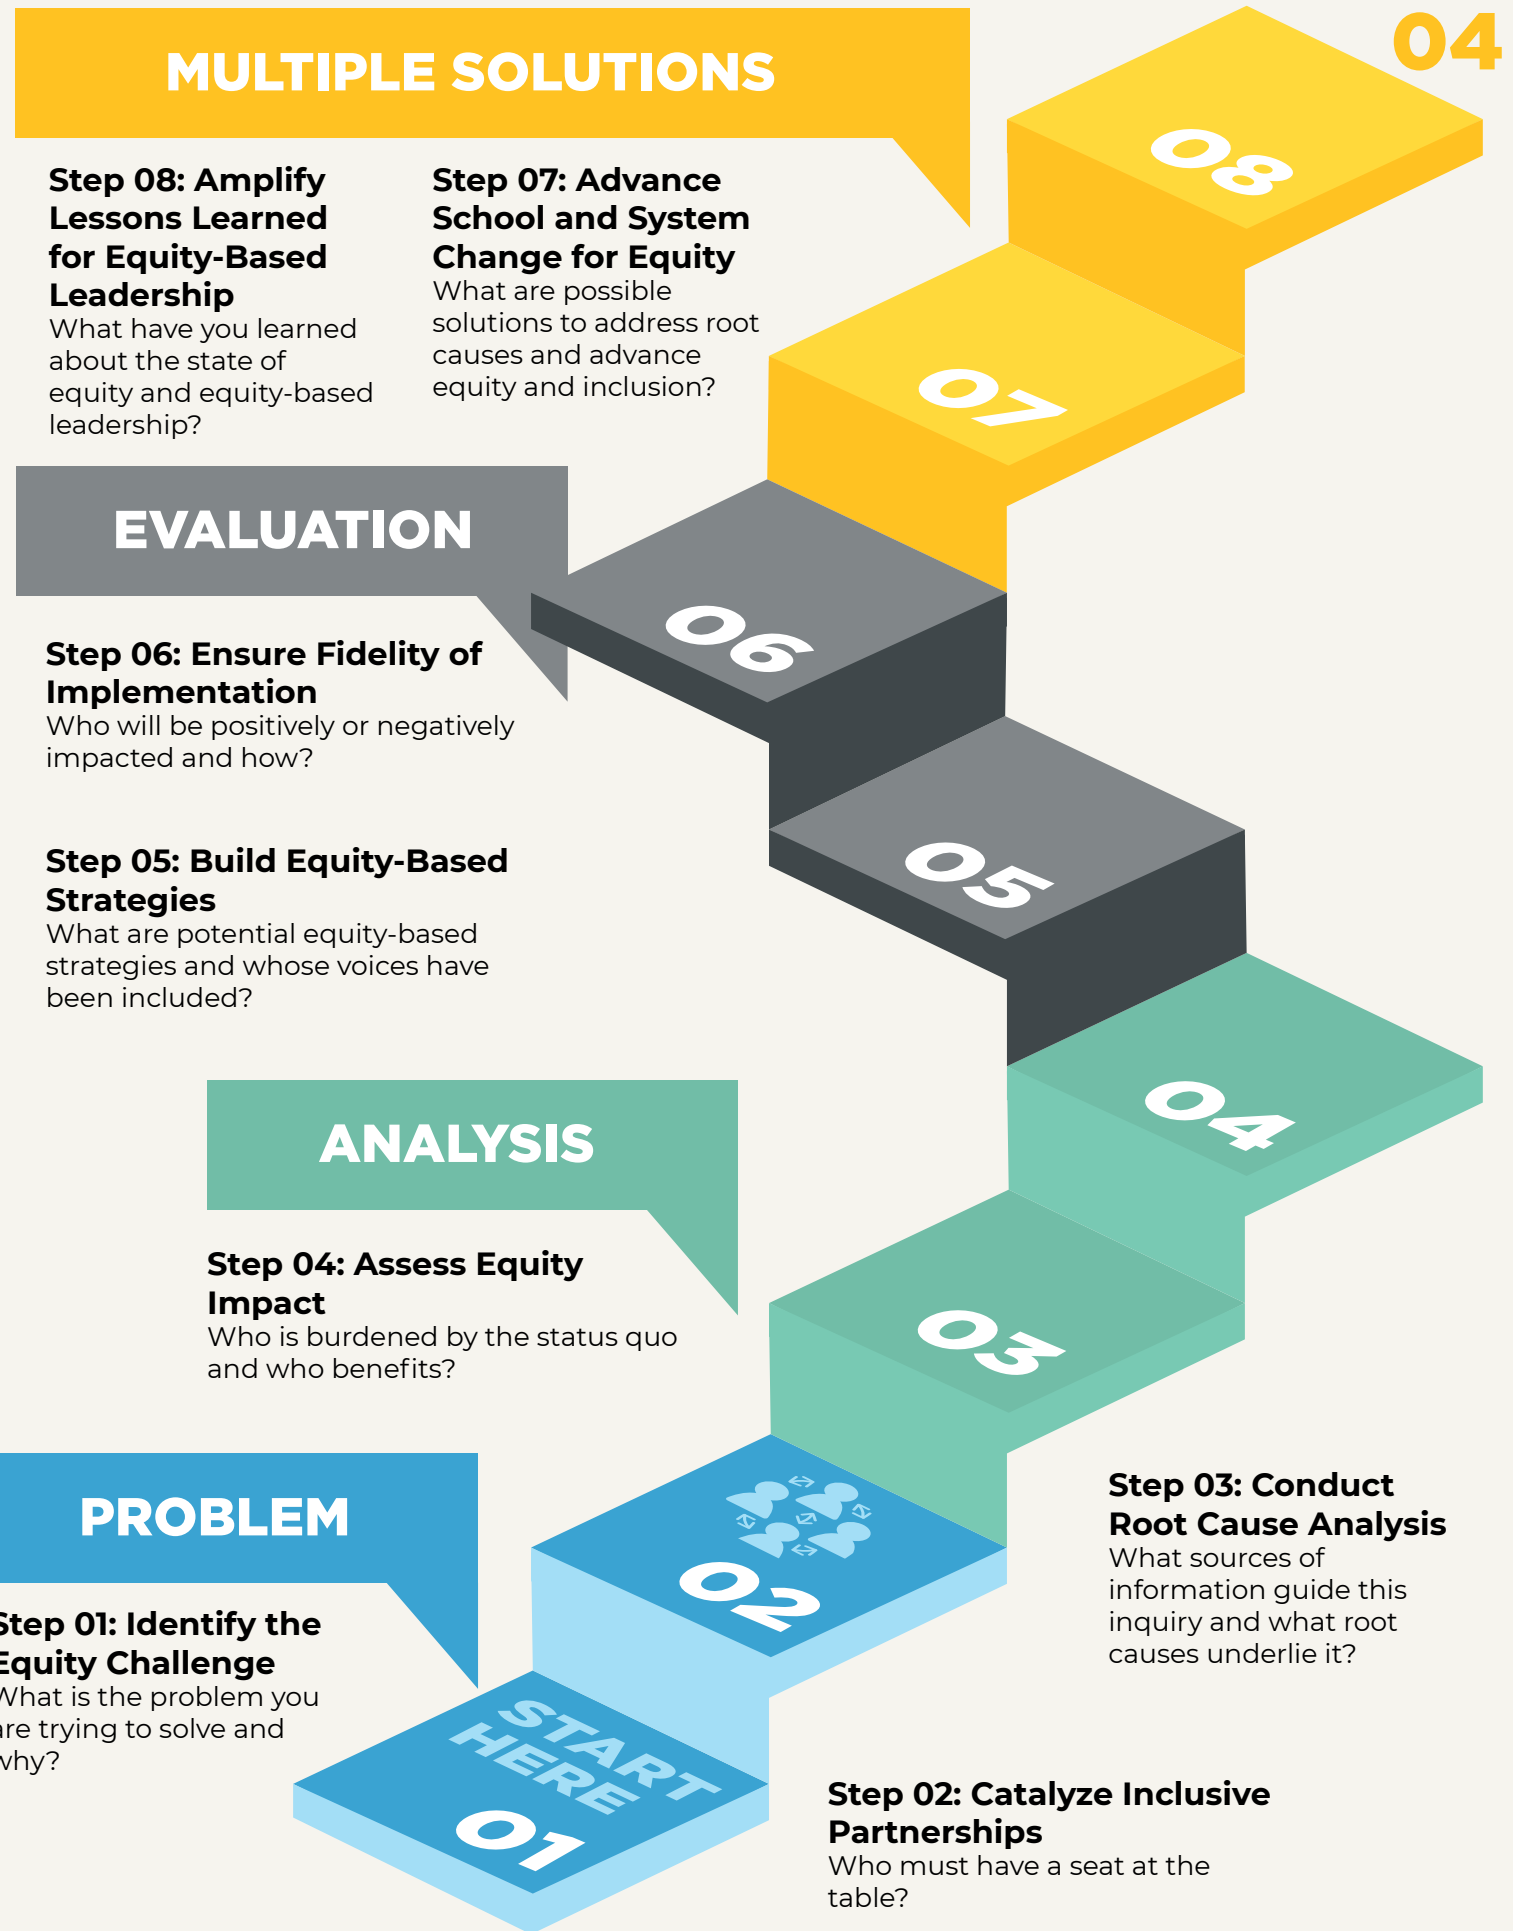 04
MULTIPLE SOLUTIONS
Step 08: Amplify
Lessons Learned
for Equity-Based
Leadership
What have you learned
about the state of
equity and equity-based
leadership?
Step 07: Advance
School and System
Change for Equity
What are possible
solutions to address root
causes and advance
equity and inclusion?
08
07
EVALUATION
06
Step 06: Ensure Fidelity of
Implementation
Who will be positively or negatively
impacted and how?
05
Step 05: Build Equity-Based
Strategies
What are potential equity-based
strategies and whose voices have
been included?
04
ANALYSIS
Step 04: Assess Equity
Impact
Who is burdened by the status quo
and who benefits?
03
Step 03: Conduct
Root Cause Analysis
What sources of
information guide this
inquiry and what root
causes underlie it?
PROBLEM
02
Step 01: Identify the
Equity Challenge
What is the problem you
are trying to solve and
why?
START
HERE
01
Step 02: Catalyze Inclusive
Partnerships
Who must have a seat at the
table?